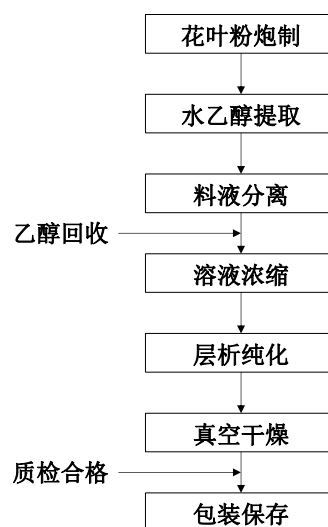 花叶粉炮制
水乙醇提取
料液分离
乙醇回收
溶液浓缩
层析纯化
真空干燥
质检合格
包装保存